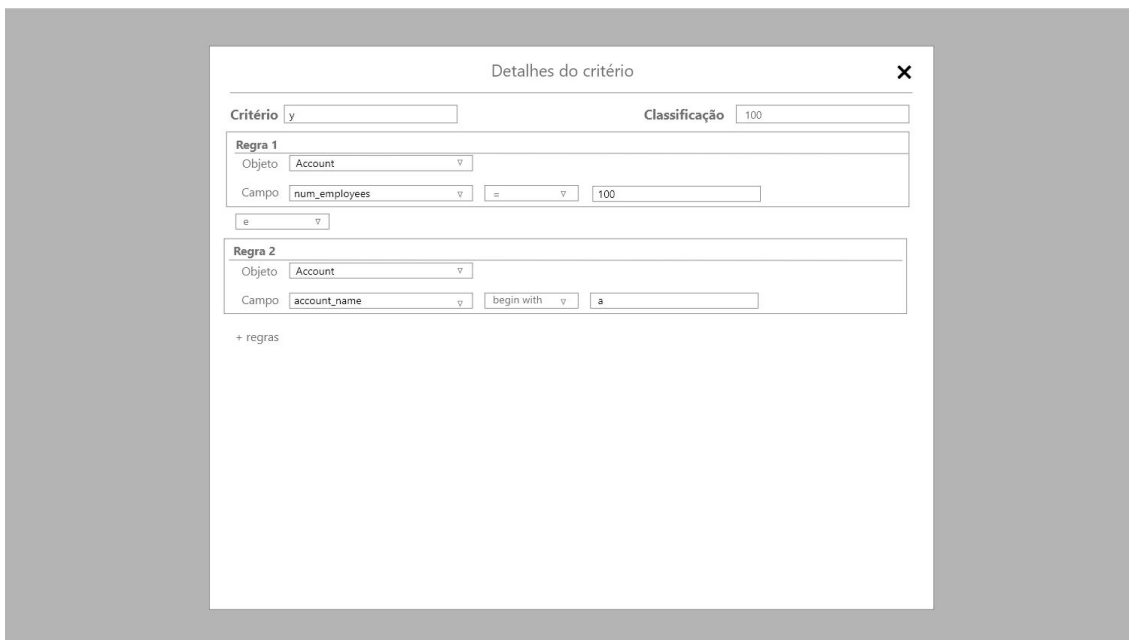 Detalhes do critério
Critério y Classificação 100
Regra 1
Objeto Account
Campo num_employees = 100
e
Regra 2
Objeto Account
Campo account_name begin with a
+ regras